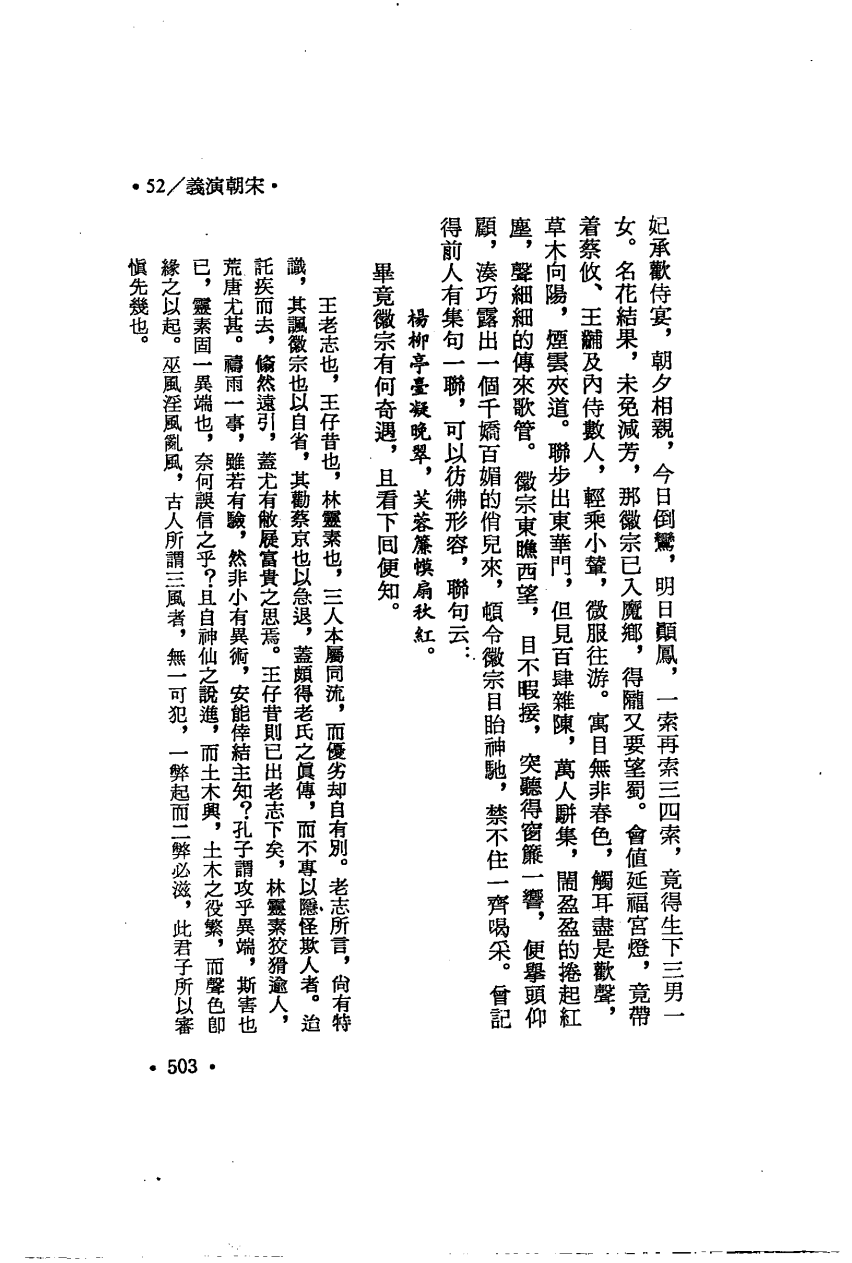 •52／義演朝宋•
妃承歡侍宴，朝夕相親，今日倒鸞，明日顚鳳，一索再索三四索，竟得生下三男一
女。名花結果，未免減芳，那徽宗已入魔鄉，得隴又要望蜀。會值延福宮燈，竟帶
着蔡攸、王黼及內侍數人，輕乘小輦，微服往游。寓目無非春色，觸耳盡是歡聲，
草木向陽，煙雲夾道。聯步出東華門，但見百肆雜陳，萬人騈集，鬧盈盈的捲起紅
塵，聲細細的傳來歌管。徽宗東瞧西望，目不暇接，突聽得窗簾一響，便擧頭仰
顧，湊巧露出一個千嬌百媚的俏兒來，頓令徽宗目眙神馳，禁不住一齊喝采。曾記
得前人有集句一聯，可以彷彿形容，聯句云：
楊柳亭臺凝晚翠，芙蓉簾幙扇秋紅。
畢竟徽宗有何奇遇，且看下回便知。
王老志也，王仔昔也，林靈素也，三人本屬同流，而優劣却自有別。老志所言，尙有特
識，其諷徽宗也以自省，其勸蔡京也以急退，蓋頗得老氏之眞傳，而不專以隱怪欺人者。迨
託疾而去，翛然遠引，蓋尤有敝屣富貴之思焉。王仔昔則已出老志下矣，林靈素狡猾逾人，
荒唐尤甚。禱雨一事，雖若有驗，然非小有異術，安能倖結主知？孔子謂攻乎異端，斯害也
已，靈素固一異端也，奈何誤信之乎？且自神仙之說進，而土木興，土木之役繁，而聲色卽
緣之以起。巫風淫風亂風，古人所謂三風者，無一可犯，一弊起而二弊必滋，此君子所以審
愼先幾也。
•503•